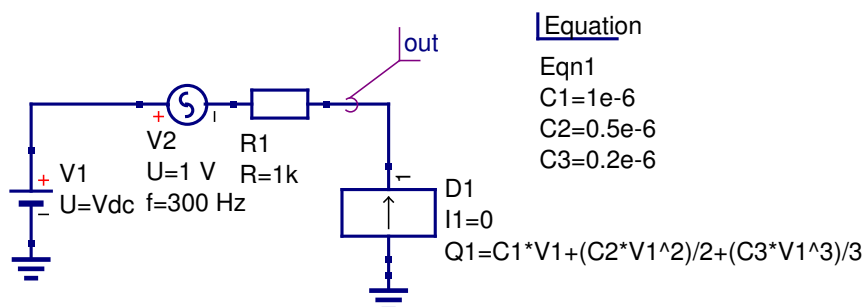 out
Equation
Eqn1
C1=1e-6
C2=0.5e-6
C3=0.2e-6
V2
U=1 V
f=300 Hz
R1
R=1k
V1
U=Vdc
1
D1
I1=0
Q1=C1*V1+(C2*V1^2)/2+(C3*V1^3)/3